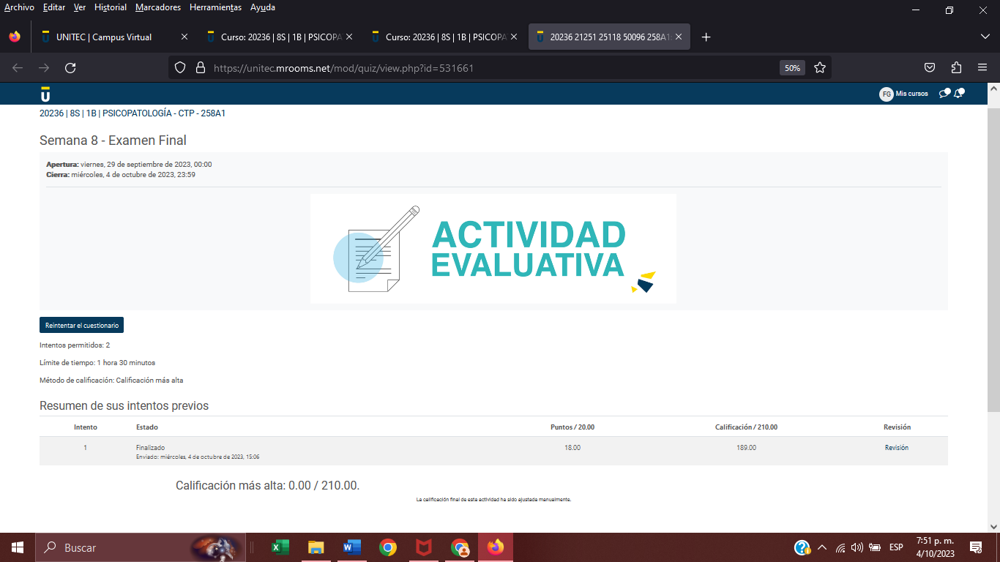 Archivo Editar Ver Historial Marcadores Herramientas Ayuda
UNITEC | Campus Virtual
Curso: 20236 | 8S | 1B | PSICOPA
Curso: 20236 | 8S | 1B | PSICOPA
20236 21251 25118 50096 258A1:
https://unitec.mrooms.net/mod/quiz/view.php?id=531661
50%
U
FG Mis cursos
20236 | 8S | 1B | PSICOPATOLOGÍA - CTP - 258A1
Semana 8 - Examen Final
Apertura: viernes, 29 de septiembre de 2023, 00:00
Cierra: miércoles, 4 de octubre de 2023, 23:59
ACTIVIDAD
EVALUATIVA
Reintentar el cuestionario
Intentos permitidos: 2
Límite de tiempo: 1 hora 30 minutos
Método de calificación: Calificación más alta
Resumen de sus intentos previos
Intento Estado Puntos / 20.00 Calificación / 210.00 Revisión
1 Finalizado 18.00 189.00 Revisión
Enviado: miércoles, 4 de octubre de 2023, 15:06
Calificación más alta: 0.00 / 210.00.
La calificación final de esta actividad ha sido ajustada manualmente.
Buscar
ESP
7:51 p. m.
4/10/2023